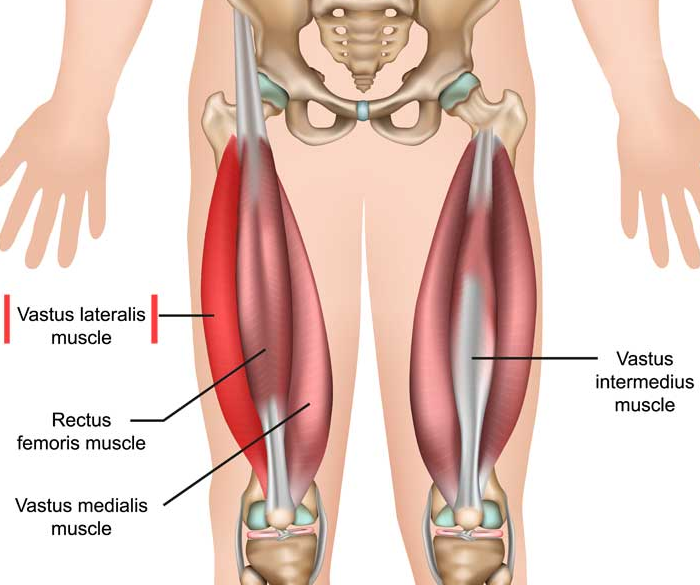 Vastus lateralis
muscle
Rectus
femoris muscle
Vastus medialis
muscle
Vastus
intermedius
muscle